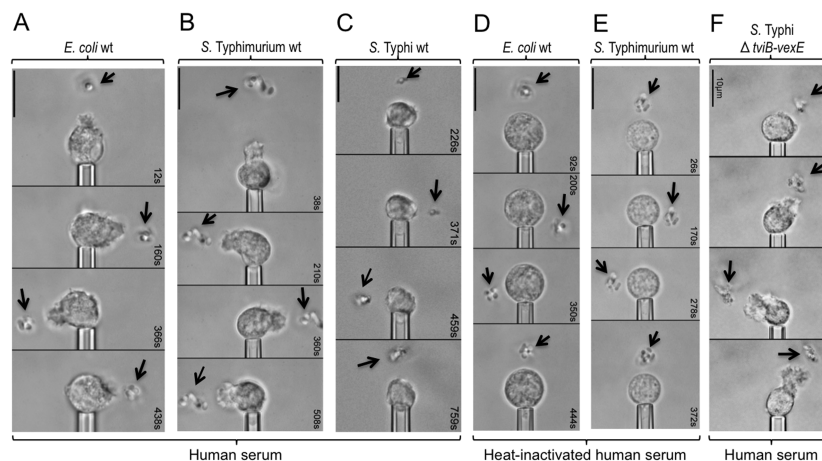 A
B
C
D
E
F
E. coli wt
S. Typhimurium wt
S. Typhi wt
E. coli wt
S. Typhimurium wt
S. Typhi
Δ tviB-vexE
12s
160s
366s
438s
38s
210s
360s
508s
226s
371s
459s
759s
92s
200s
350s
444s
26s
170s
278s
372s
10μm
Human serum
Heat-inactivated human serum
Human serum